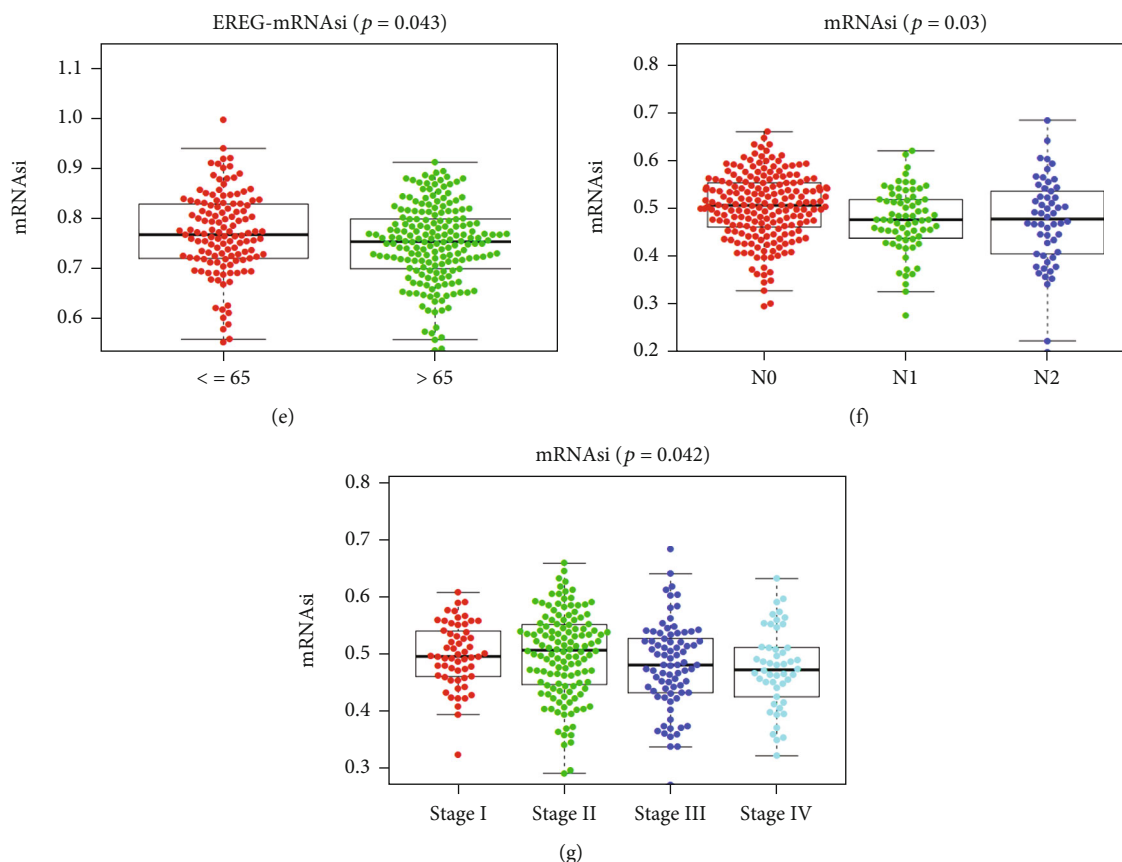 EREG-mRNAsi (p = 0.043)
mRNAsi
1.1
1.0
0.9
0.8
0.7
0.6
< = 65
> 65
(e)
mRNAsi (p = 0.03)
mRNAsi
0.8
0.7
0.6
0.5
0.4
0.3
0.2
N0
N1
N2
(f)
mRNAsi (p = 0.042)
mRNAsi
0.8
0.7
0.6
0.5
0.4
0.3
Stage I
Stage II
Stage III
Stage IV
(g)